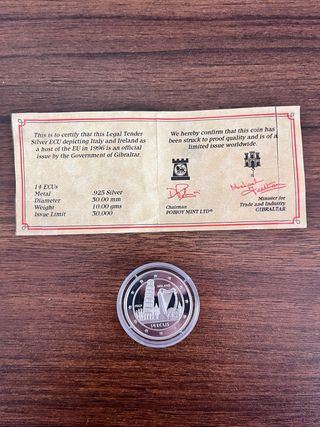 This is to certify that this Legal Tender
Silver ECU depicting Italy and Ireland as
a host of the EU in 1996 is an official
issue by the Government of Gibraltar.
14 ECUs
Metal .925 Silver
Diameter 30.00 mm
Weight 10.00 gms
Issue Limit 30,000
We hereby confirm that this coin has
been struck to proof quality and is of a
limited issue worldwide.
Chairman
POBJOY MINT LTD
Minister for
Trade and Industry
GIBRALTAR
IRELAND
14 ECUS